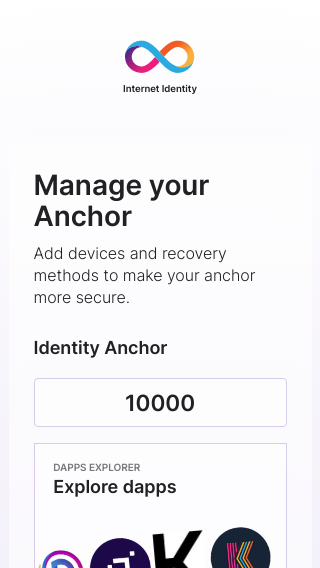 Internet Identity
Manage your
Anchor
Add devices and recovery
methods to make your anchor
more secure.
Identity Anchor
10000
DAPPS EXPLORER
Explore dapps